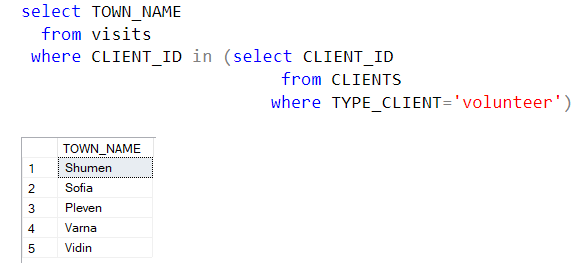 select TOWN_NAME
from visits
where CLIENT_ID in (select CLIENT_ID
from CLIENTS
where TYPE_CLIENT='volunteer')
TOWN_NAME
1 Shumen
2 Sofia
3 Pleven
4 Varna
5 Vidin